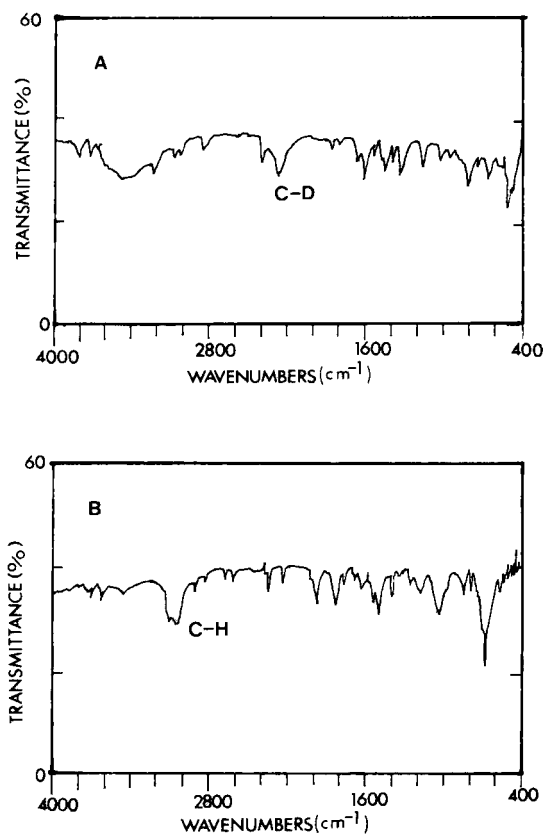 60
A
TRANSMITTANCE (%)
C-D
0
4000 2800 1600 400
WAVENUMBERS (cm⁻¹)
60
B
TRANSMITTANCE (%)
C-H
0
4000 2800 1600 400
WAVENUMBERS (cm⁻¹)